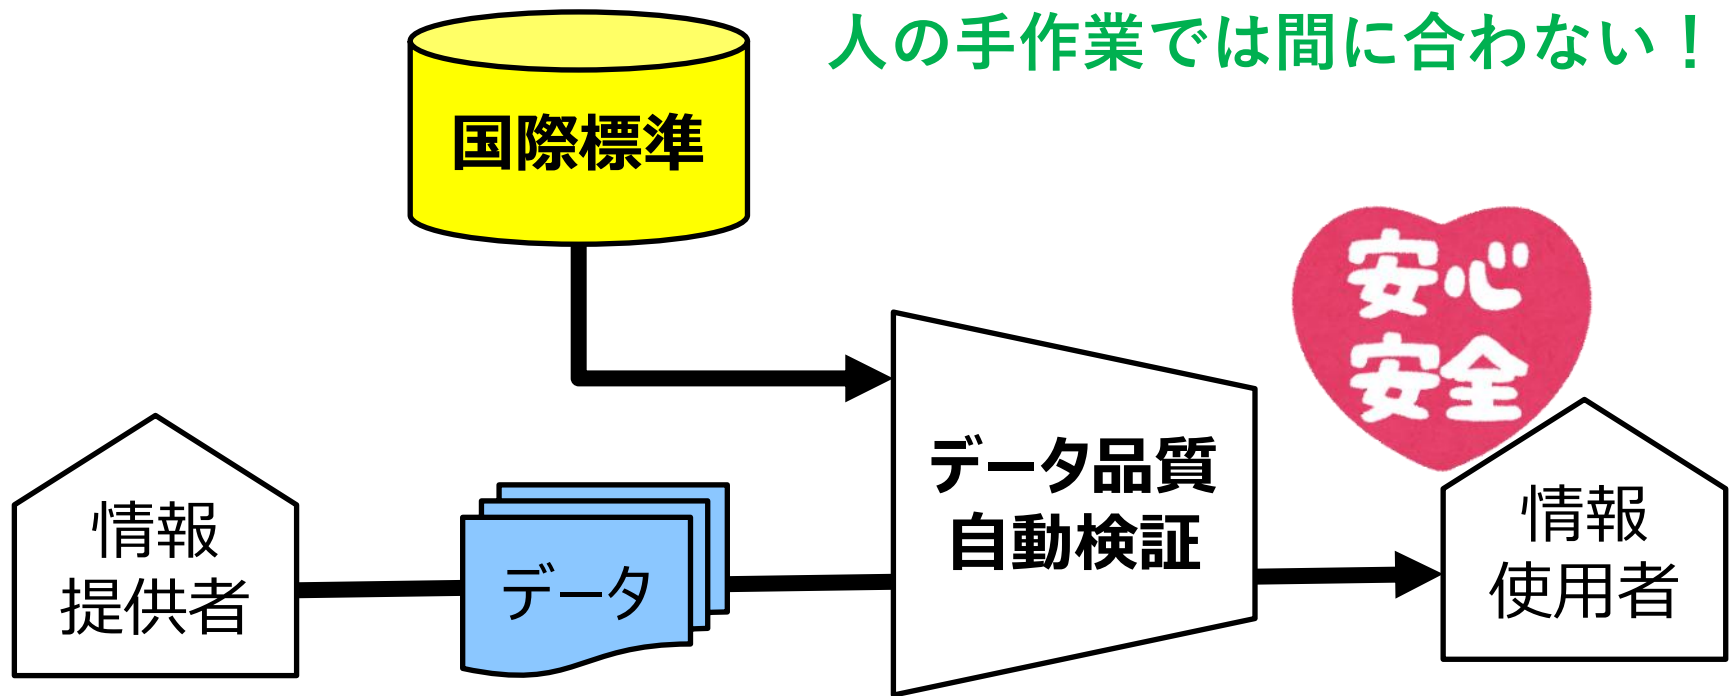 人の手作業では間に合わない！
国際標準
安心
安全
データ品質
自動検証
情報
提供者
データ
情報
使用者